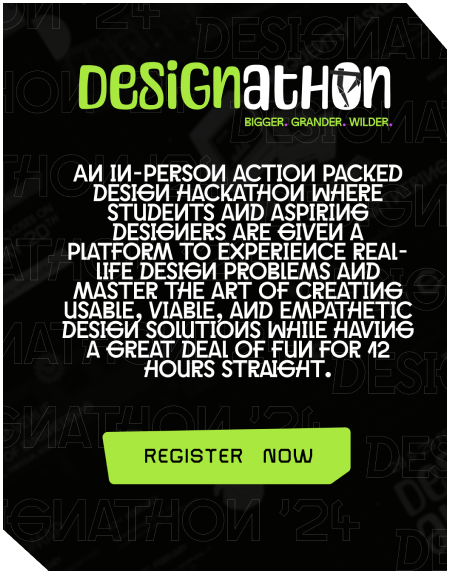 DESiGNATHON
BIGGER. GRANDER. WILDER.
AN IN-PERSON ACTION PACKED
DESIGN HACKATHON WHERE
STUDENTS AND ASPIRING
DESIGNERS ARE GIVEN A
PLATFORM TO EXPERIENCE REAL-
LIFE DESIGN PROBLEMS AND
MASTER THE ART OF CREATING
USABLE, VIABLE, AND EMPATHETIC
DESIGN SOLUTIONS WHILE HAVING
A GREAT DEAL OF FUN FOR 12
HOURS STRAIGHT.
REGISTER NOW